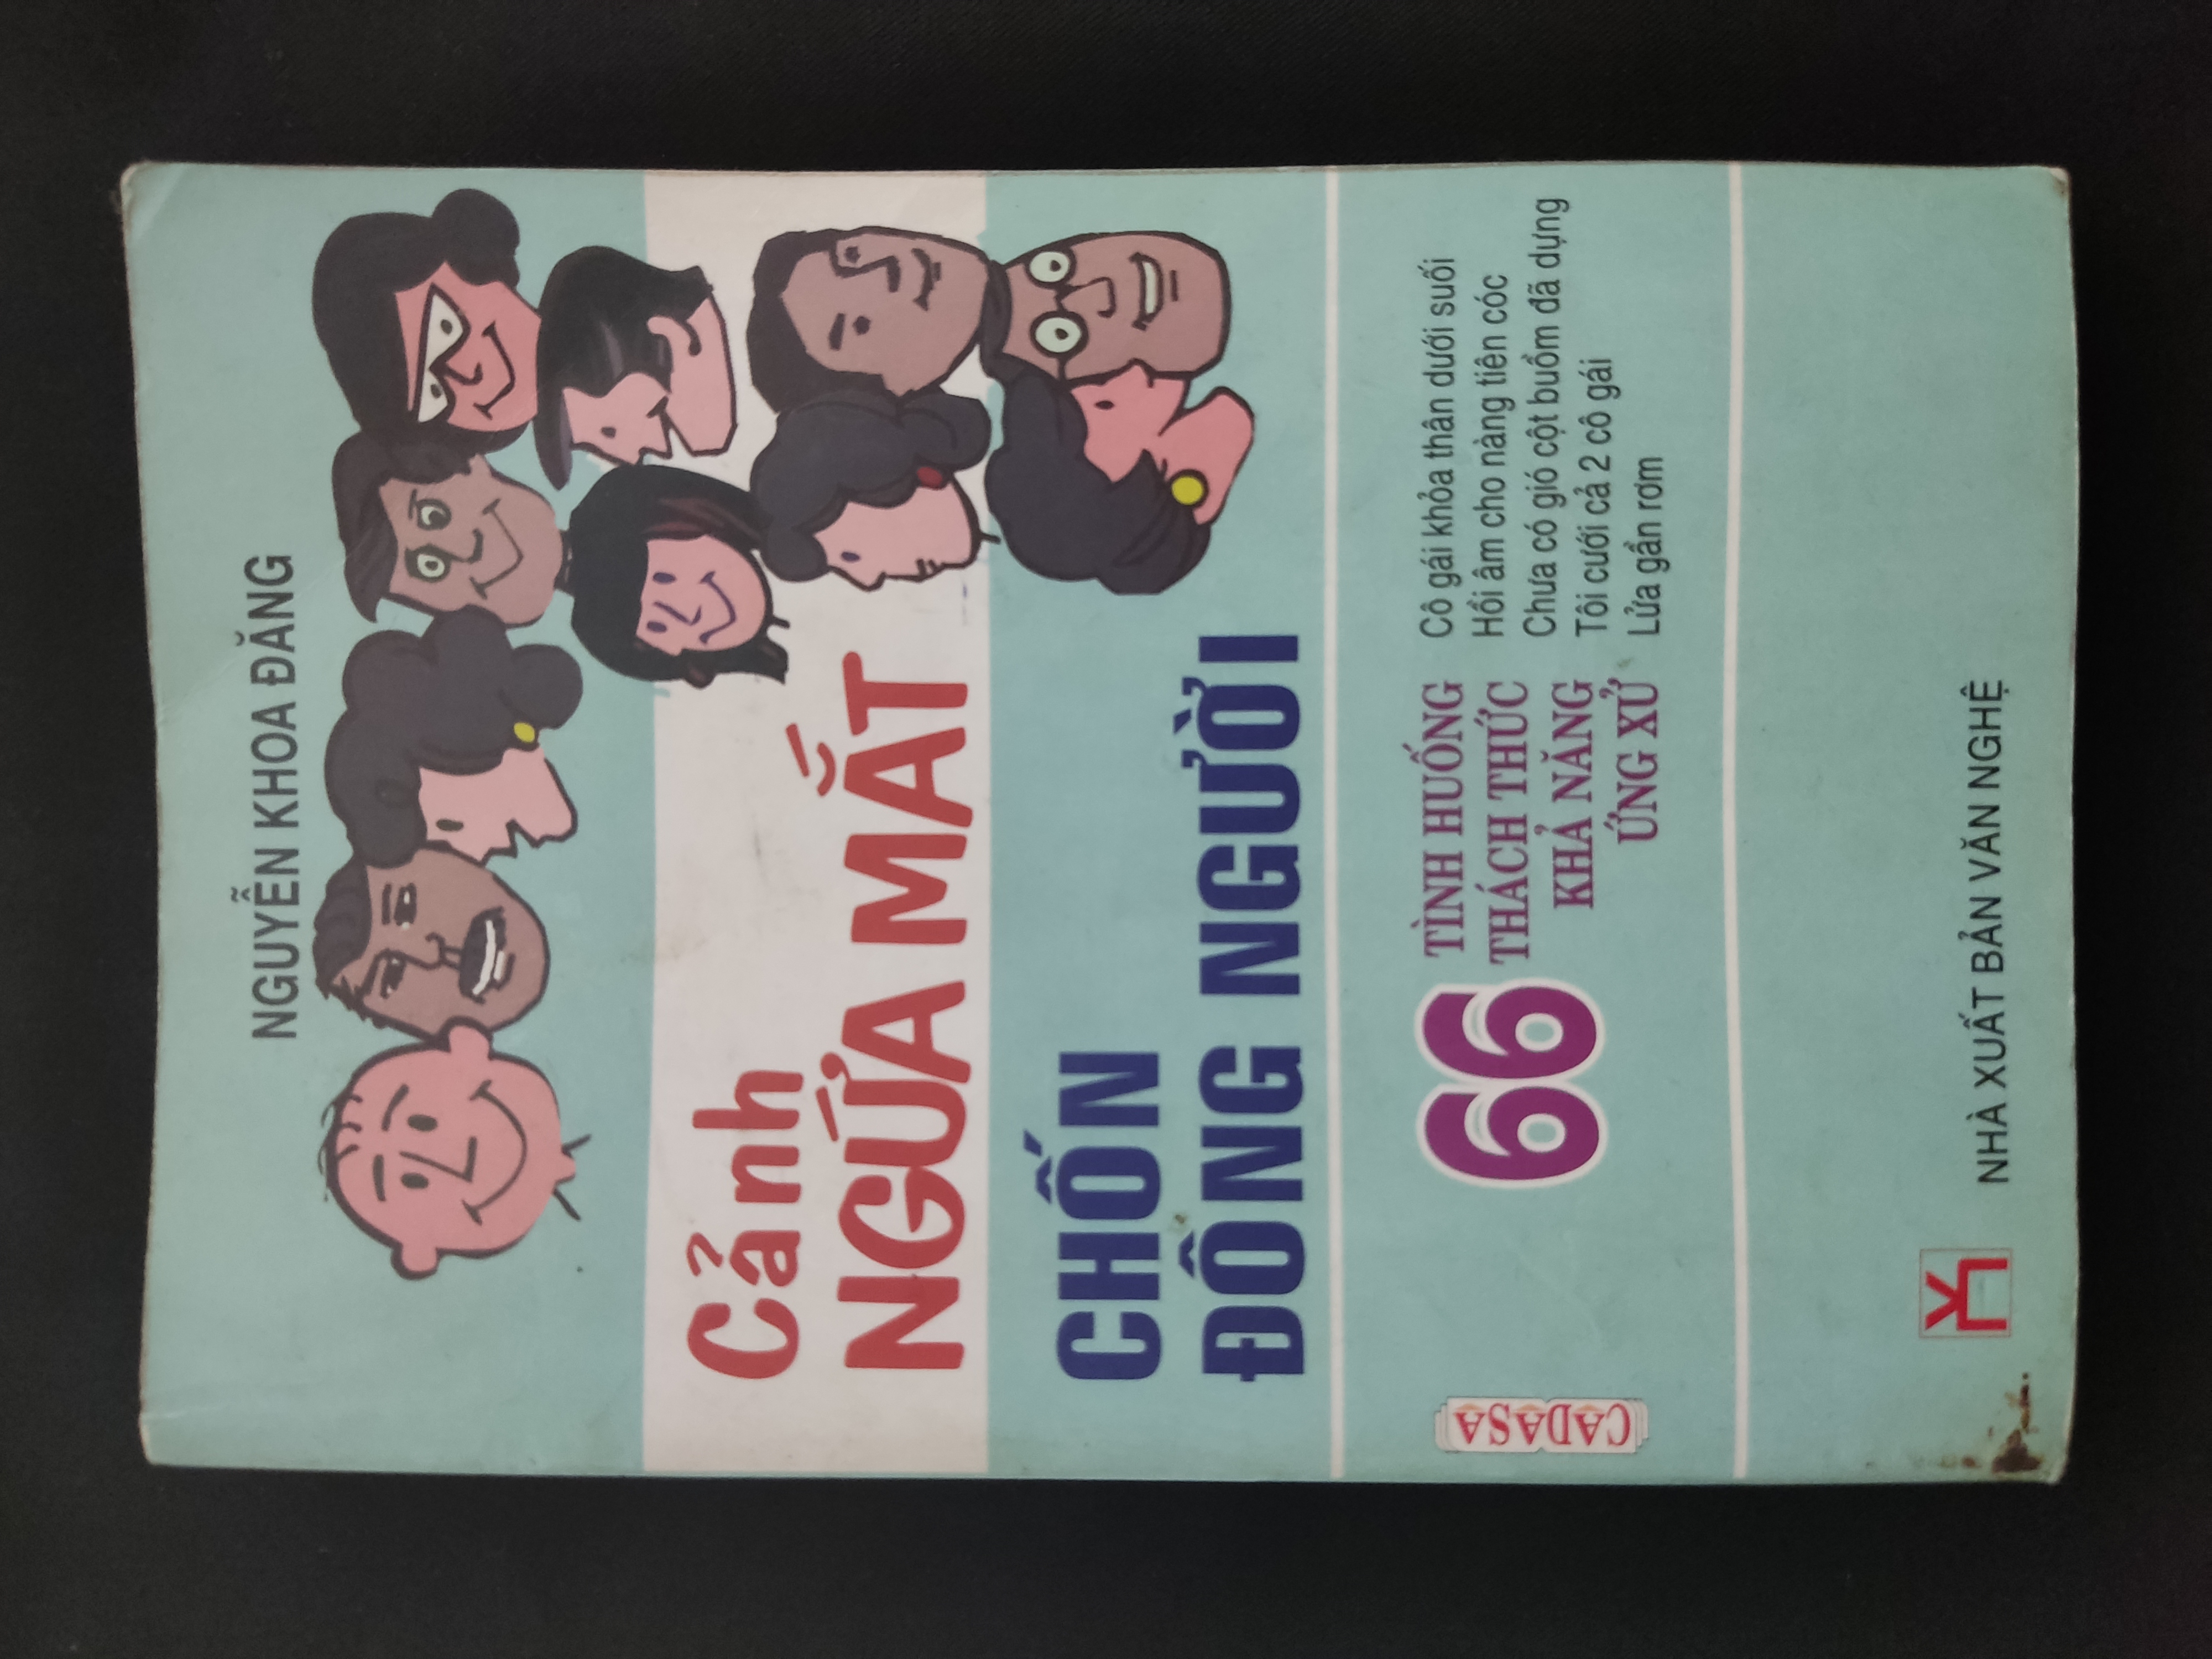 NGUYỄN KHOA ĐĂNG
Cảnh
NGỨA MẮT
CHỐN
ĐÔNG NGƯỜI
66
TÌNH HUỐNG
THÁCH THỨC
KHẢ NĂNG
ỨNG XỬ
Cô gái khỏa thân dưới suối
Hồi âm cho nàng tiên cóc
Chưa có gió cột buồm đã dựng
Tôi cưới cả 2 cô gái
Lửa gần rơm
CADASA
NHÀ XUẤT BẢN VĂN NGHỆ